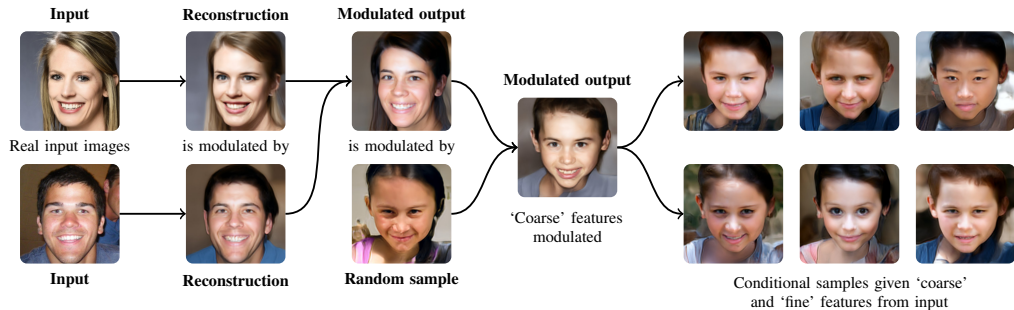 Input
Reconstruction
Modulated output
Real input images
is modulated by
is modulated by
Input
Reconstruction
Random sample
Modulated output
‘Coarse’ features
modulated
Conditional samples given ‘coarse’
and ‘fine’ features from input